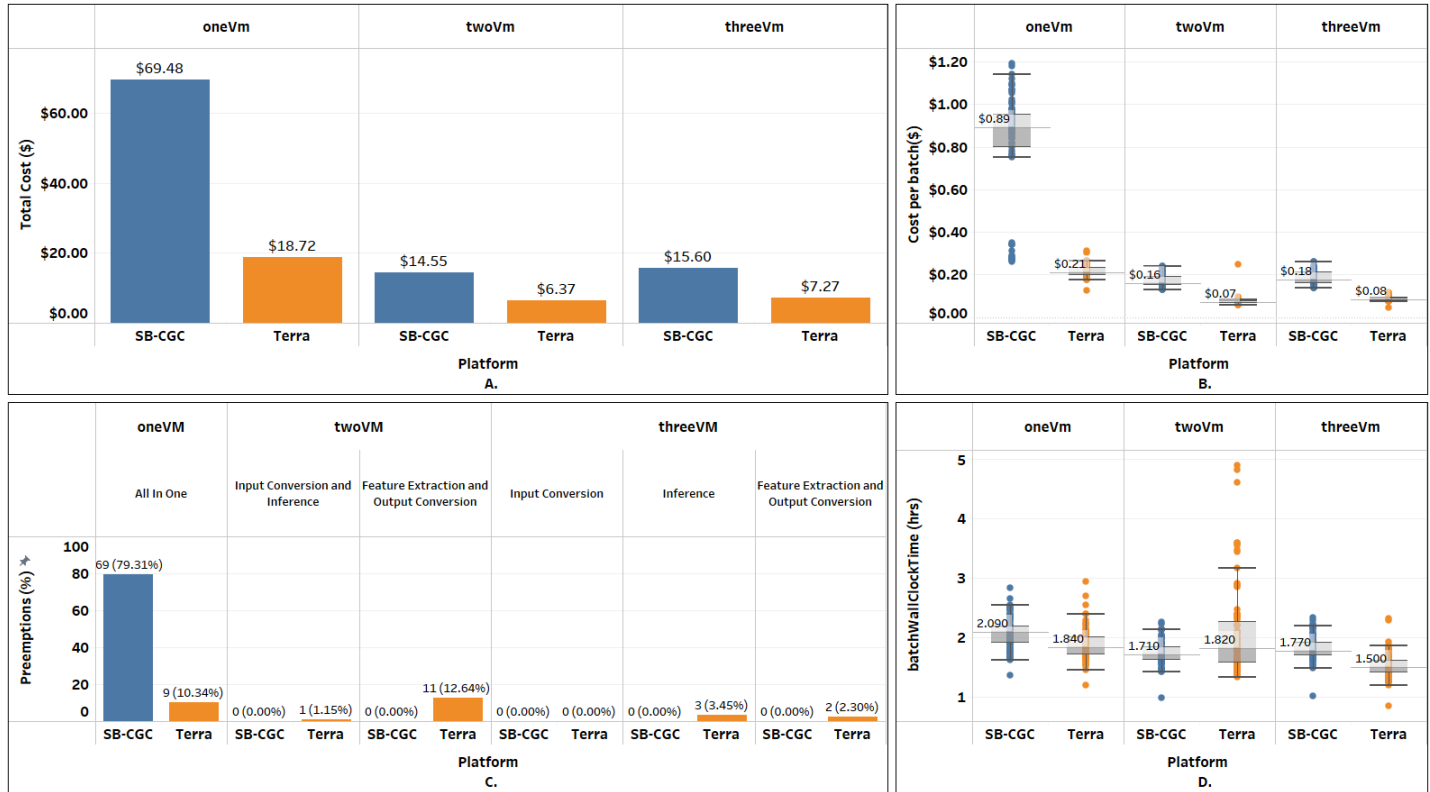 oneVm twoVm threeVm
$69.48
$60.00
$40.00
$20.00
$0.00
Total Cost ($)
$18.72
$14.55
$6.37
$15.60
$7.27
SB-CGC Terra SB-CGC Terra SB-CGC Terra
Platform
A.
oneVm twoVm threeVm
$1.20
$1.00
$0.80
$0.60
$0.40
$0.20
$0.00
Cost per batch($)
$0.89
$0.21
$0.16
$0.07
$0.18
$0.08
SB-CGC Terra SB-CGC Terra SB-CGC Terra
Platform
B.
oneVM twoVM threeVM
All In One
Input Conversion and
Inference
Feature Extraction and
Output Conversion
Input Conversion
Inference
Feature Extraction and
Output Conversion
100
80
60
40
20
0
Preemptions (%)
69 (79.31%)
9 (10.34%)
0 (0.00%)
1 (1.15%)
0 (0.00%)
11 (12.64%)
0 (0.00%)
0 (0.00%)
0 (0.00%)
3 (3.45%)
0 (0.00%)
2 (2.30%)
SB-CGC Terra SB-CGC Terra SB-CGC Terra SB-CGC Terra SB-CGC Terra SB-CGC Terra
Platform
C.
oneVm twoVm threeVm
5
4
3
2
1
batchWallClockTime (hrs)
2.090
1.840
1.710
1.820
1.770
1.500
SB-CGC Terra SB-CGC Terra SB-CGC Terra
Platform
D.